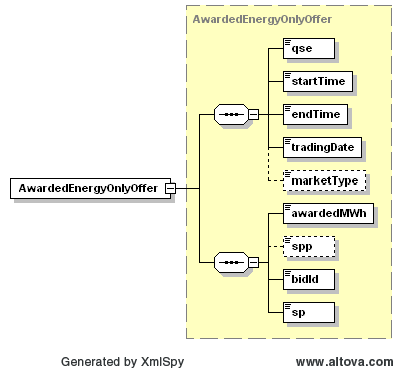 AwardedEnergyOnlyOffer
qse
startTime
endTime
tradingDate
marketType
AwardedEnergyOnlyOffer
awardedMWh
spp
bidId
sp
Generated by XmlSpy
www.altova.com